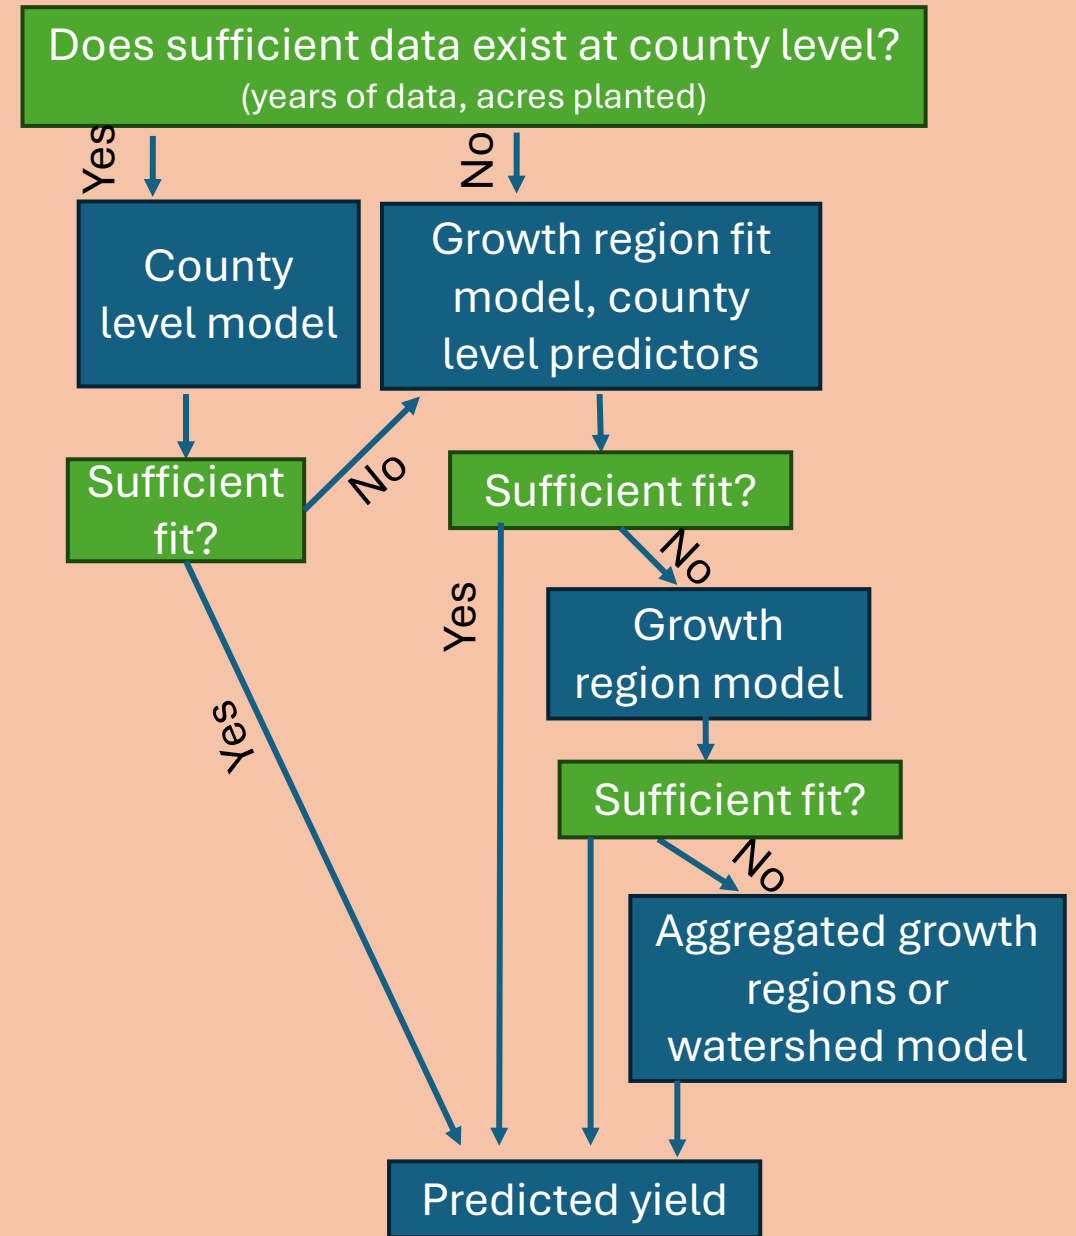 Does sufficient data exist at county level?
(years of data, acres planted)
Yes
No
County
level model
Growth region fit
model, county
level predictors
Sufficient
fit?
No
Sufficient fit?
Yes
No
Growth
region model
Yes
Sufficient fit?
No
Aggregated growth
regions or
watershed model
Predicted yield